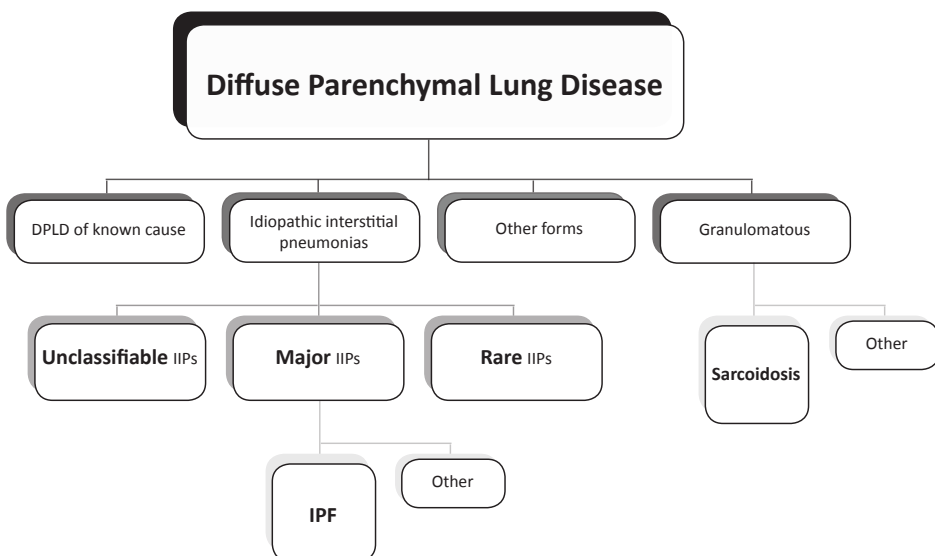 Diffuse Parenchymal Lung Disease
DPLD of known cause
Idiopathic interstitial
pneumonias
Other forms
Granulomatous
Unclassifiable IIPs
Major IIPs
Rare IIPs
Sarcoidosis
Other
IPF
Other